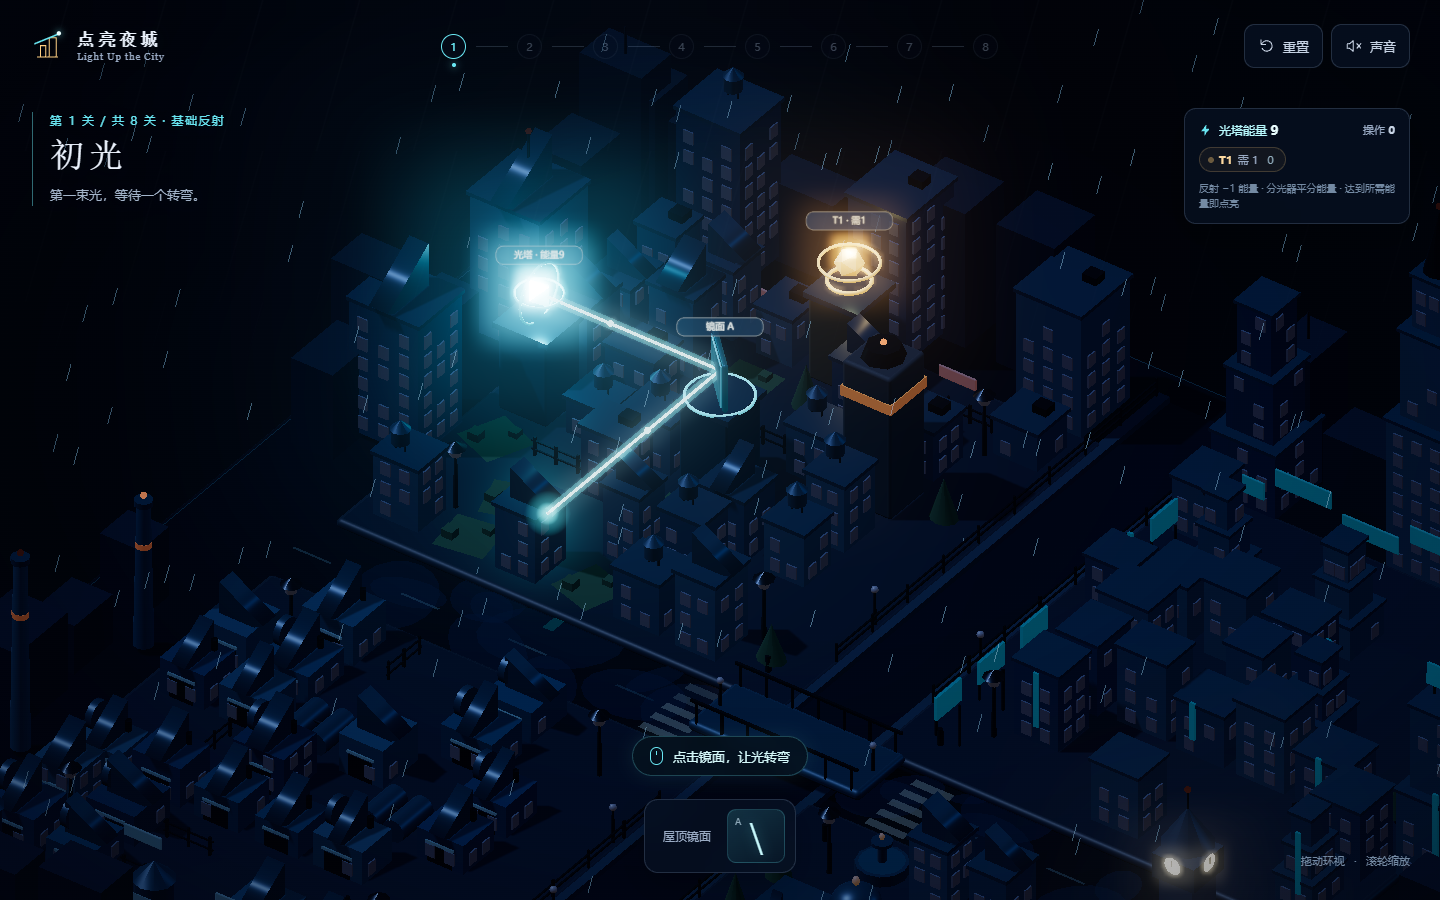 点亮夜城
Light Up the City
1 2 3 4 5 6 7 8
重置
声音
第 1 关 / 共 8 关 · 基础反射
初光
第一束光，等待一个转弯。
光塔能量 9
操作 0
T1 需 1 0
反射 −1 能量 · 分光器平分能量 · 达到所需能
量即点亮
T1 · 需1
光塔 · 能量9
镜面 A
点击镜面，让光转弯
屋顶镜面
A
拖动环视 · 滚轮缩放